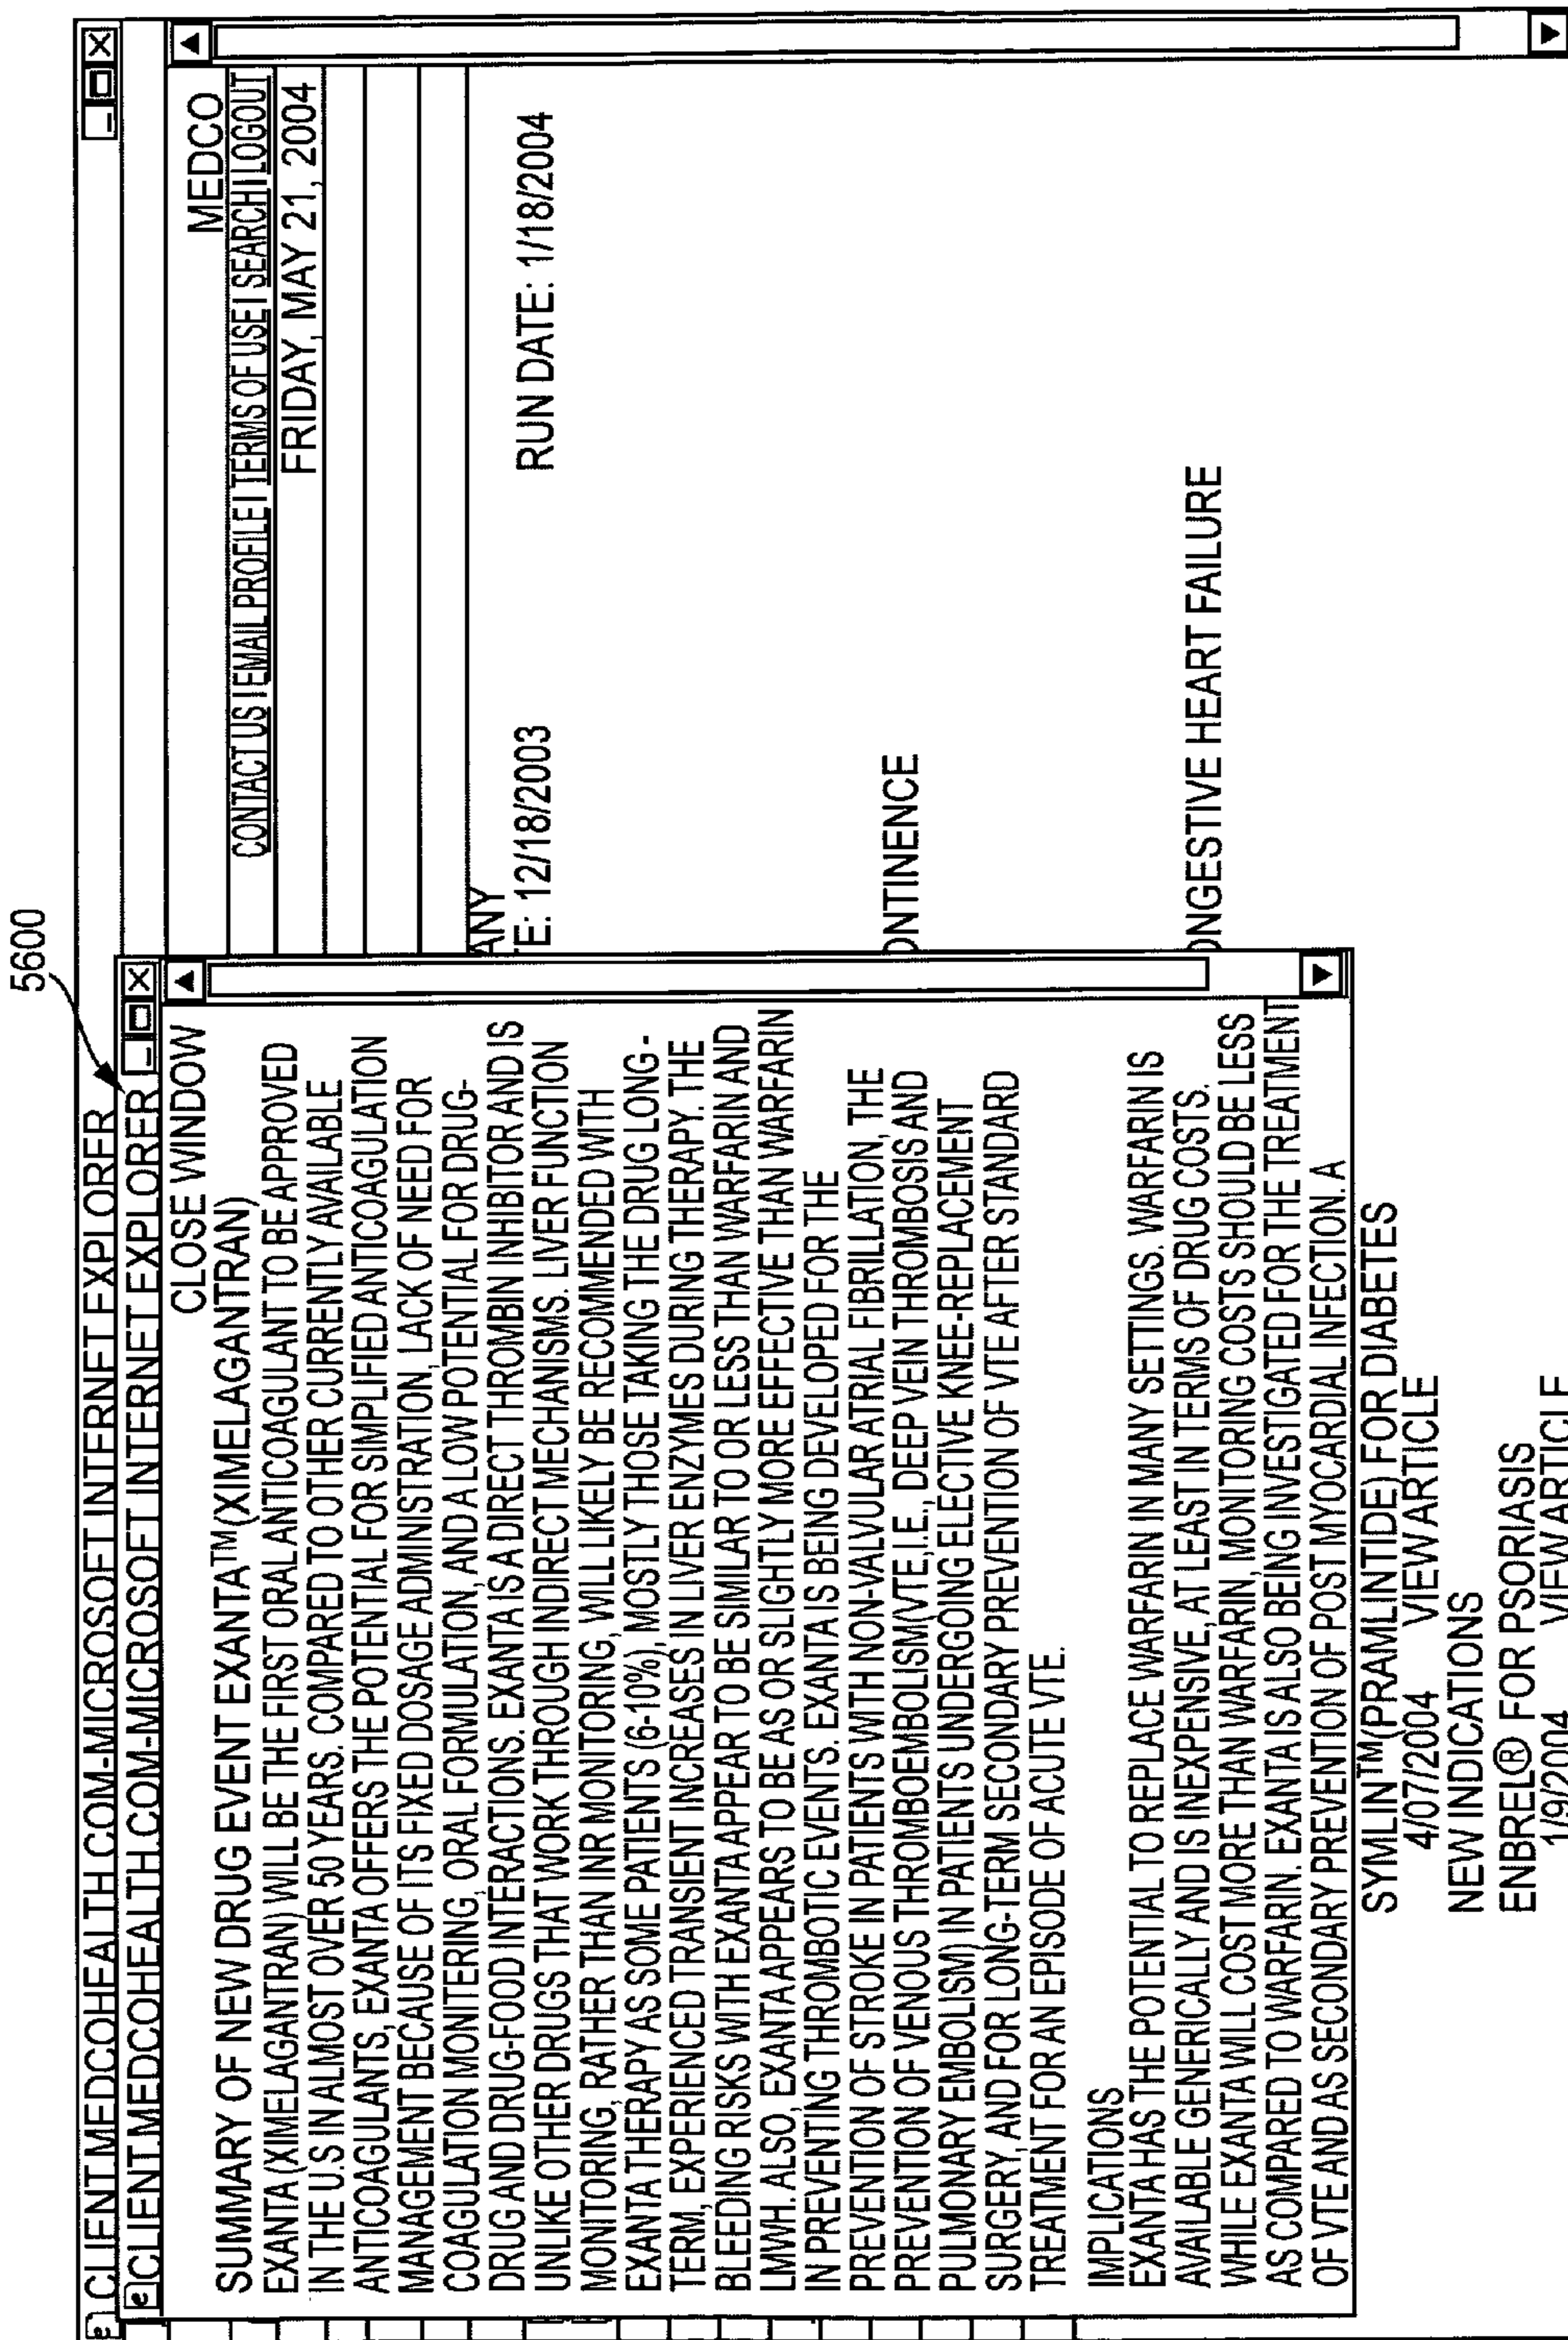 5600
CLIENT.MEDCOHEALTH.COM-MICROSOFT INTERNET EXPLORER
CLIENT.MEDCOHEALTH.COM-MICROSOFT INTERNET EXPLORER
MEDCO
CONTACT US | EMAIL PROFILE | TERMS OF USE | SEARCH | LOGOUT
FRIDAY, MAY 21, 2004
ANY
E: 12/18/2003 RUN DATE: 1/18/2004
ONTINENCE
ONGESTIVE HEART FAILURE
CLOSE WINDOW
SUMMARY OF NEW DRUG EVENT EXANTA™ (XIMELAGANTRAN)
EXANTA (XIMELAGANTRAN) WILL BE THE FIRST ORAL ANTICOAGULANT TO BE APPROVED
IN THE U.S IN ALMOST OVER 50 YEARS. COMPARED TO OTHER CURRENTLY AVAILABLE
ANTICOAGULANTS, EXANTA OFFERS THE POTENTIAL FOR SIMPLIFIED ANTICOAGULATION
MANAGEMENT BECAUSE OF ITS FIXED DOSAGE ADMINISTRATION, LACK OF NEED FOR
COAGULATION MONITERING, ORAL FORMULATION, AND A LOW POTENTIAL FOR DRUG-
DRUG AND DRUG-FOOD INTERACTIONS. EXANTA IS A DIRECT THROMBIN INHIBITOR AND IS
UNLIKE OTHER DRUGS THAT WORK THROUGH INDIRECT MECHANISMS. LIVER FUNCTION
MONITORING, RATHER THAN INR MONITORING, WILL LIKELY BE RECOMMENDED WITH
EXANTA THERAPY AS SOME PATIENTS (6-10%), MOSTLY THOSE TAKING THE DRUG LONG-
TERM, EXPERIENCED TRANSIENT INCREASES IN LIVER ENZYMES DURING THERAPY. THE
BLEEDING RISKS WITH EXANTA APPEAR TO BE SIMILAR TO OR LESS THAN WARFARIN AND
LMWH. ALSO, EXANTA APPEARS TO BE AS OR SLIGHTLY MORE EFFECTIVE THAN WARFARIN
IN PREVENTING THROMBOTIC EVENTS. EXANTA IS BEING DEVELOPED FOR THE
PREVENTION OF STROKE IN PATIENTS WITH NON-VALVULAR ATRIAL FIBRILLATION, THE
PREVENTION OF VENOUS THROMBOEMBOLISM(VTE,I.E., DEEP VEIN THROMBOSIS AND
PULMONARY EMBOLISM) IN PATIENTS UNDERGOING ELECTIVE KNEE-REPLACEMENT
SURGERY, AND FOR LONG-TERM SECONDARY PREVENTION OF VTE AFTER STANDARD
TREATMENT FOR AN EPISODE OF ACUTE VTE.
IMPLICATIONS
EXANTA HAS THE POTENTIAL TO REPLACE WARFARIN IN MANY SETTINGS. WARFARIN IS
AVAILABLE GENERICALLY AND IS INEXPENSIVE, AT LEAST IN TERMS OF DRUG COSTS.
WHILE EXANTA WILL COST MORE THAN WARFARIN, MONITORING COSTS SHOULD BE LESS
AS COMPARED TO WARFARIN. EXANTA IS ALSO BEING INVESTIGATED FOR THE TREATMENT
OF VTE AND AS SECONDARY PREVENTION OF POST MYOCARDIAL INFECTION. A
SYMLIN™(PRAMLINTIDE) FOR DIABETES
4/07/2004 VIEW ARTICLE
NEW INDICATIONS
ENBREL® FOR PSORIASIS
1/9/2004 VIEW ARTICLE